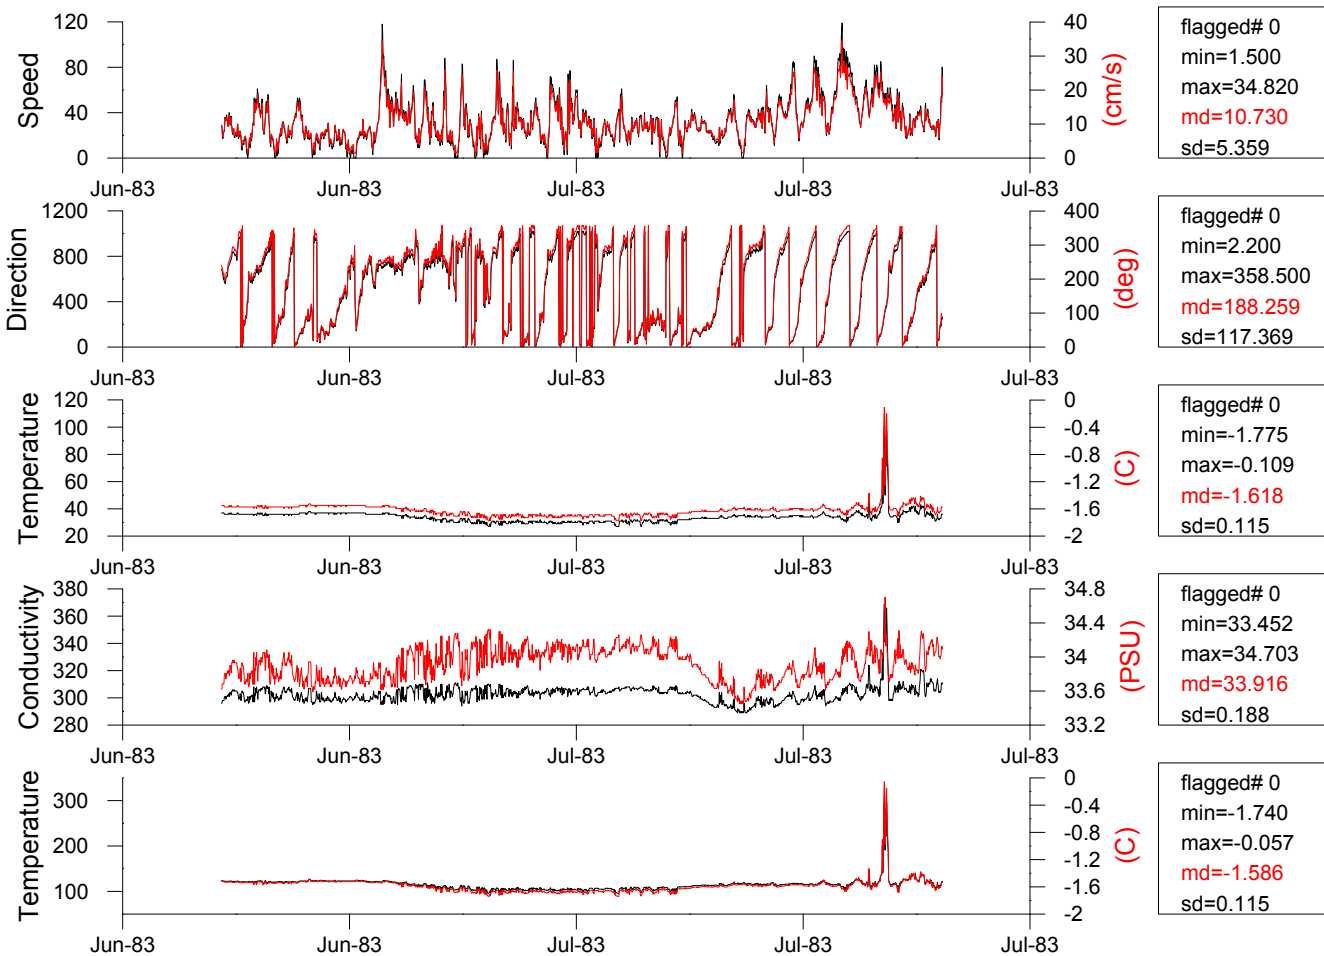 Speed
120
80
40
0
40
30
20
10
0
(cm/s)
flagged# 0
min=1.500
max=34.820
md=10.730
sd=5.359
Jun-83 Jun-83 Jul-83 Jul-83 Jul-83
Direction
1200
800
400
0
400
300
200
100
0
(deg)
flagged# 0
min=2.200
max=358.500
md=188.259
sd=117.369
Jun-83 Jun-83 Jul-83 Jul-83 Jul-83
Temperature
120
100
80
60
40
20
0
-0.4
-0.8
-1.2
-1.6
-2
(C)
flagged# 0
min=-1.775
max=-0.109
md=-1.618
sd=0.115
Jun-83 Jun-83 Jul-83 Jul-83 Jul-83
Conductivity
380
360
340
320
300
280
34.8
34.4
34
33.6
33.2
(PSU)
flagged# 0
min=33.452
max=34.703
md=33.916
sd=0.188
Jun-83 Jun-83 Jul-83 Jul-83 Jul-83
Temperature
300
200
100
0
-0.4
-0.8
-1.2
-1.6
-2
(C)
flagged# 0
min=-1.740
max=-0.057
md=-1.586
sd=0.115
Jun-83 Jun-83 Jul-83 Jul-83 Jul-83